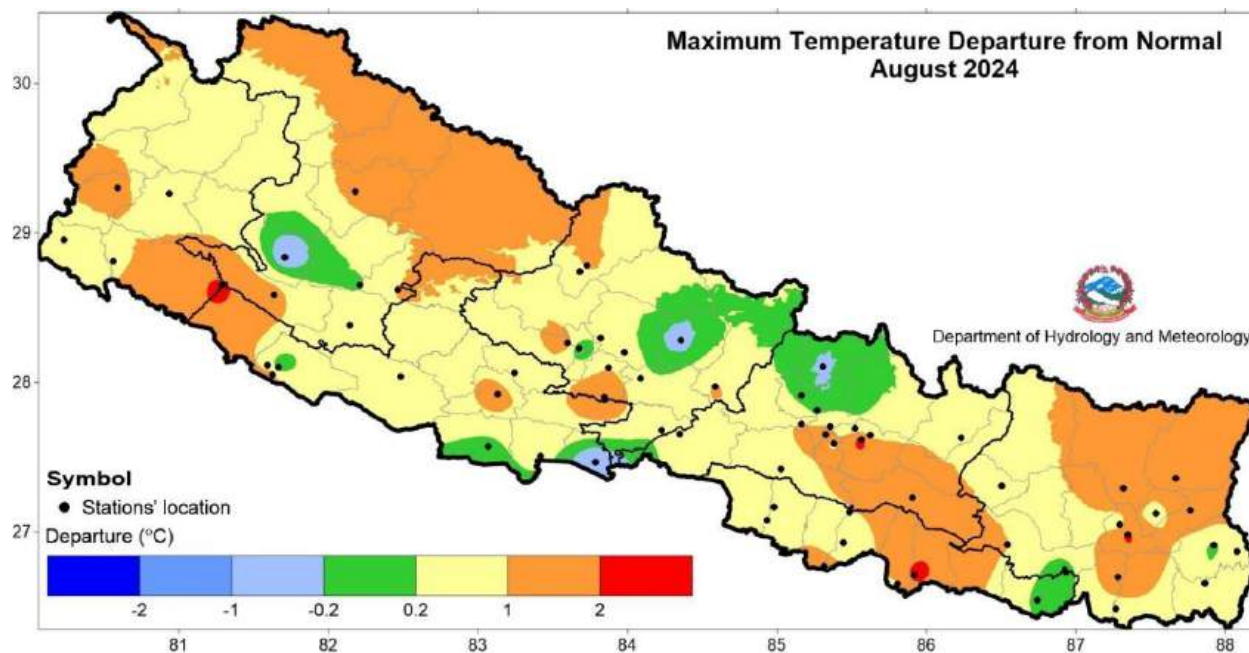 Maximum Temperature Departure from Normal
August 2024
30
29
28
27
Department of Hydrology and Meteorology
Symbol
Stations' location
Departure (°C)
-2 -1 -0.2 0.2 1 2
81 82 83 84 85 86 87 88